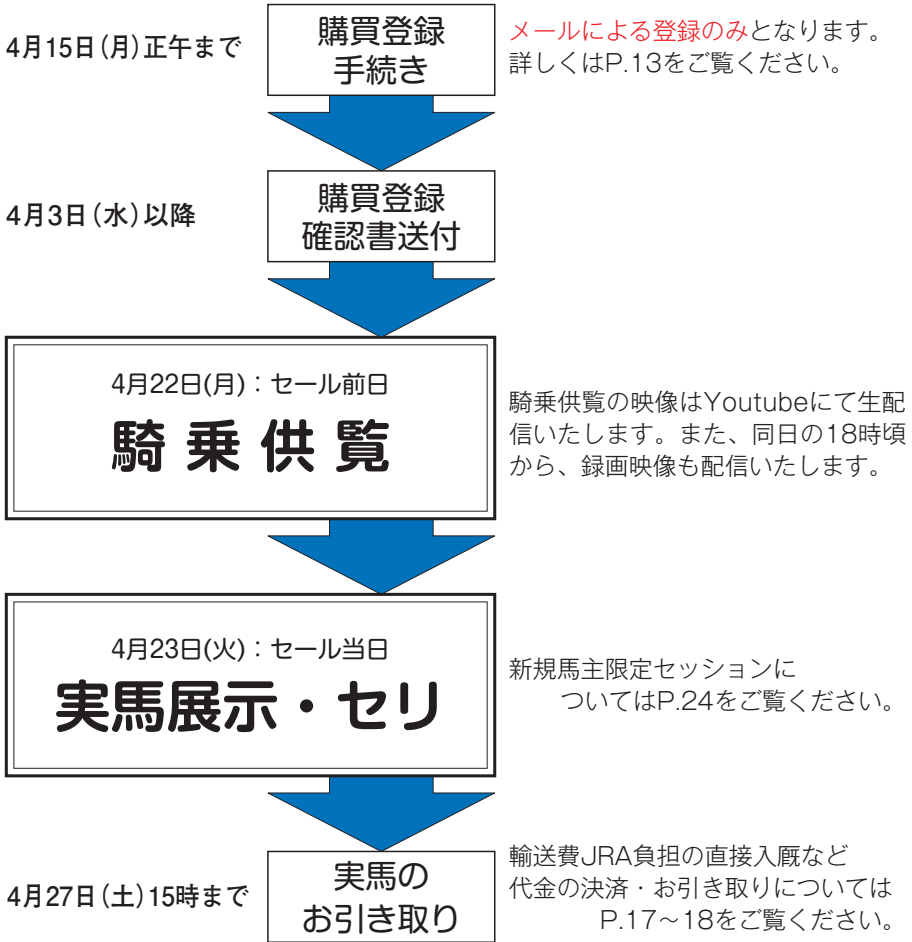 4月15日(月)正午まで
購買登録
手続き
メールによる登録のみとなります。
詳しくはP.13をご覧ください。
4月3日(水)以降
購買登録
確認書送付
4月22日(月)：セール前日
騎乗供覧
騎乗供覧の映像はYoutubeにて生配
信いたします。また、同日の18時頃
から、録画映像も配信いたします。
4月23日(火)：セール当日
実馬展示・セリ
新規馬主限定セッションに
ついてはP.24をご覧ください。
4月27日(土)15時まで
実馬の
お引き取り
輸送費JRA負担の直接入厩など
代金の決済・お引き取りについては
P.17～18をご覧ください。